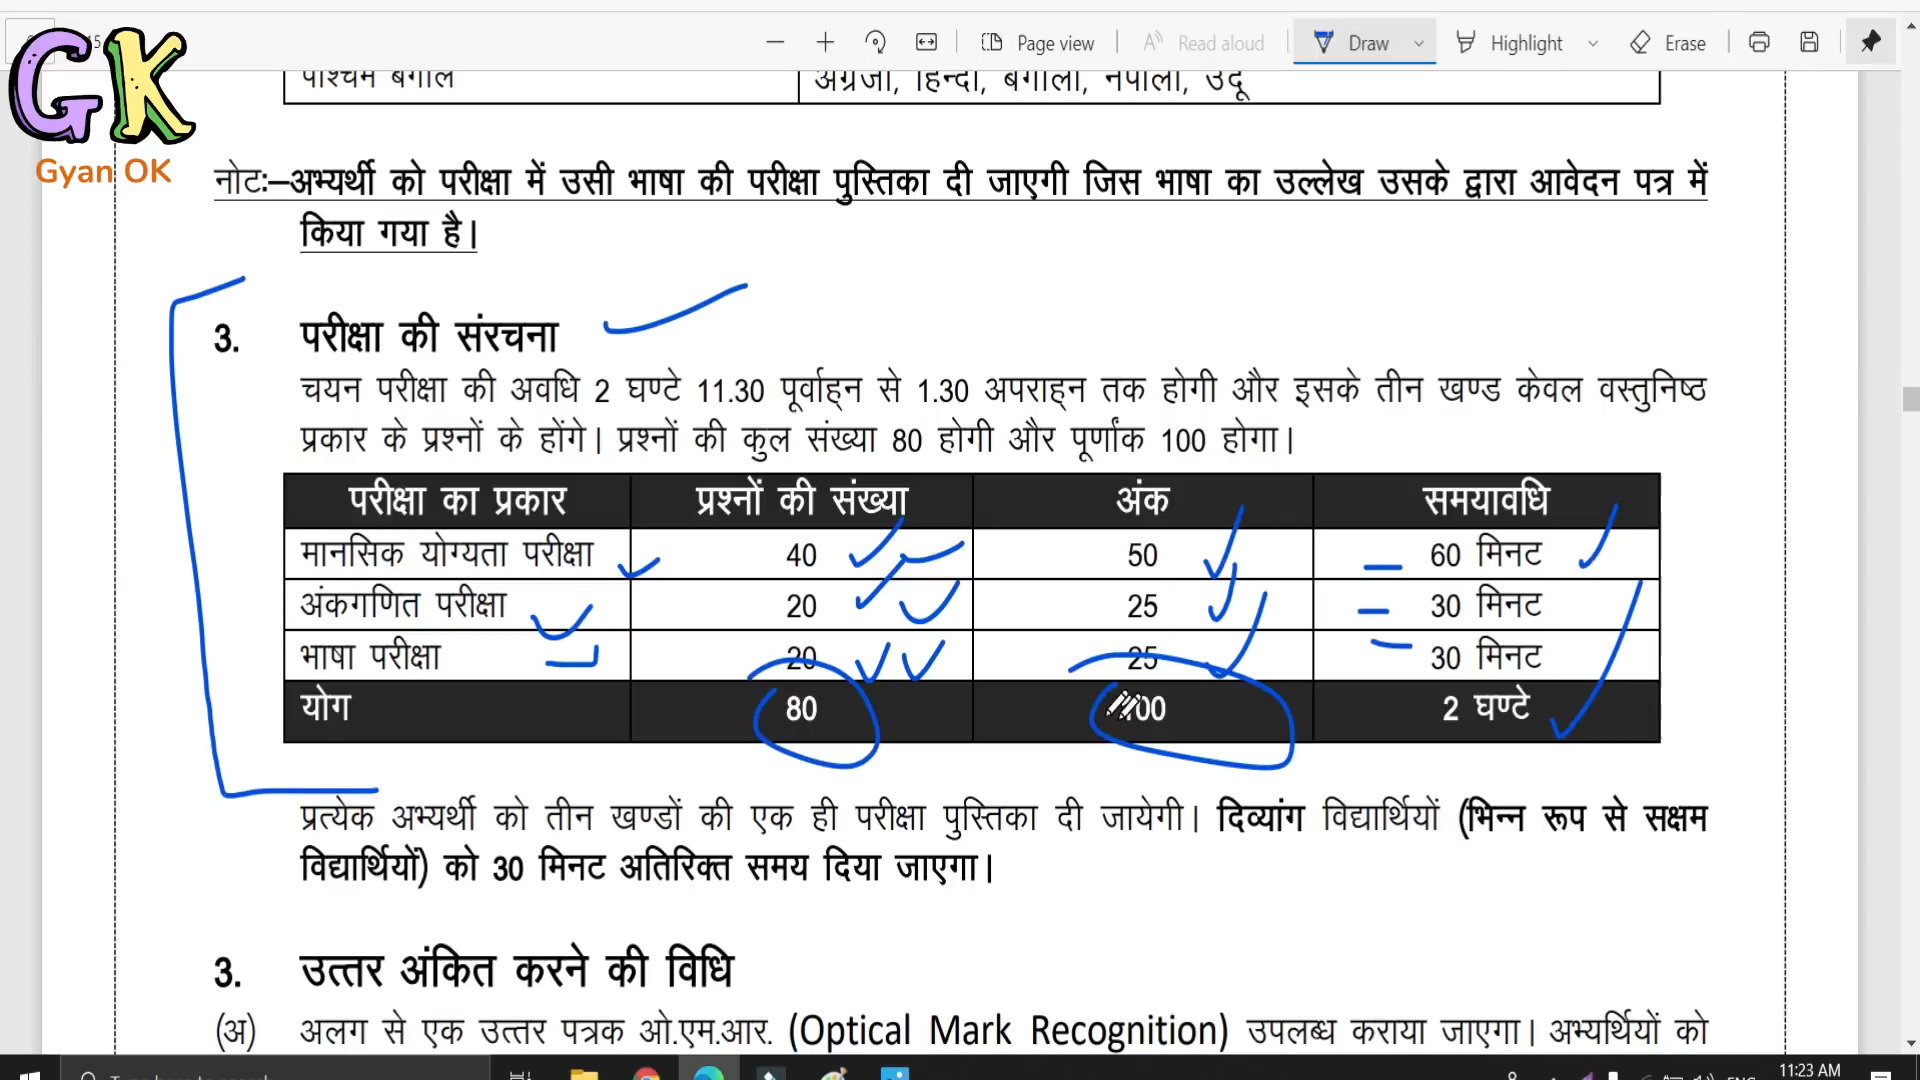 GK
Gyan OK
15
Page view
Read aloud
Draw
Highlight
Erase
पश्चिम बंगाल
अंग्रेजी, हिन्दी, बंगाली, नेपाली, उर्दू
नोटः–अभ्यर्थी को परीक्षा में उसी भाषा की परीक्षा पुस्तिका दी जाएगी जिस भाषा का उल्लेख उसके द्वारा आवेदन पत्र में
किया गया है।
3. परीक्षा की संरचना
चयन परीक्षा की अवधि 2 घण्टे 11.30 पूर्वाह्न से 1.30 अपराह्न तक होगी और इसके तीन खण्ड केवल वस्तुनिष्ठ
प्रकार के प्रश्नों के होंगे। प्रश्नों की कुल संख्या 80 होगी और पूर्णांक 100 होगा।
परीक्षा का प्रकार प्रश्नों की संख्या अंक समयावधि
मानसिक योग्यता परीक्षा 40 50 60 मिनट
अंकगणित परीक्षा 20 25 30 मिनट
भाषा परीक्षा 20 25 30 मिनट
योग 80 100 2 घण्टे
प्रत्येक अभ्यर्थी को तीन खण्डों की एक ही परीक्षा पुस्तिका दी जायेगी। दिव्यांग विद्यार्थियों (भिन्न रूप से सक्षम
विद्यार्थियों) को 30 मिनट अतिरिक्त समय दिया जाएगा।
3. उत्तर अंकित करने की विधि
(अ) अलग से एक उत्तर पत्रक ओ.एम.आर. (Optical Mark Recognition) उपलब्ध कराया जाएगा। अभ्यर्थियों को
11:23 AM